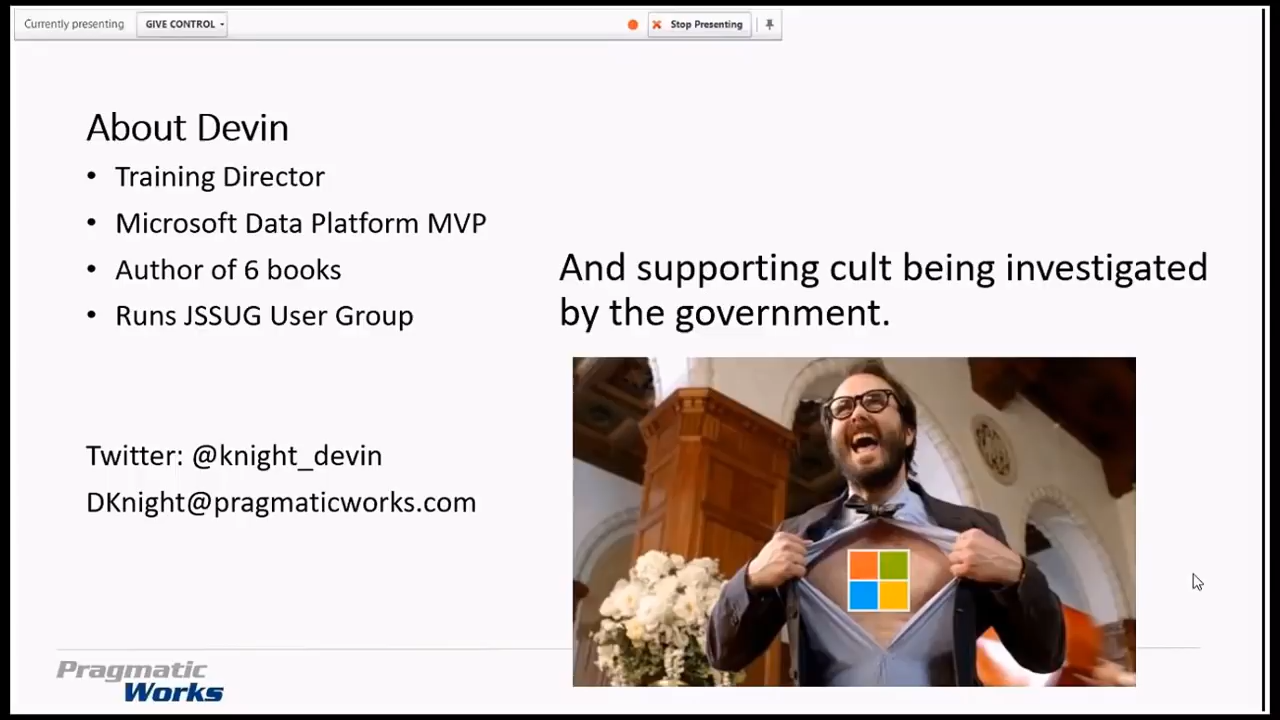 Currently presenting GIVE CONTROL Stop Presenting
About Devin
• Training Director
• Microsoft Data Platform MVP
• Author of 6 books
• Runs JSSUG User Group
And supporting cult being investigated
by the government.
Twitter: @knight_devin
DKnight@pragmaticworks.com
Pragmatic
Works